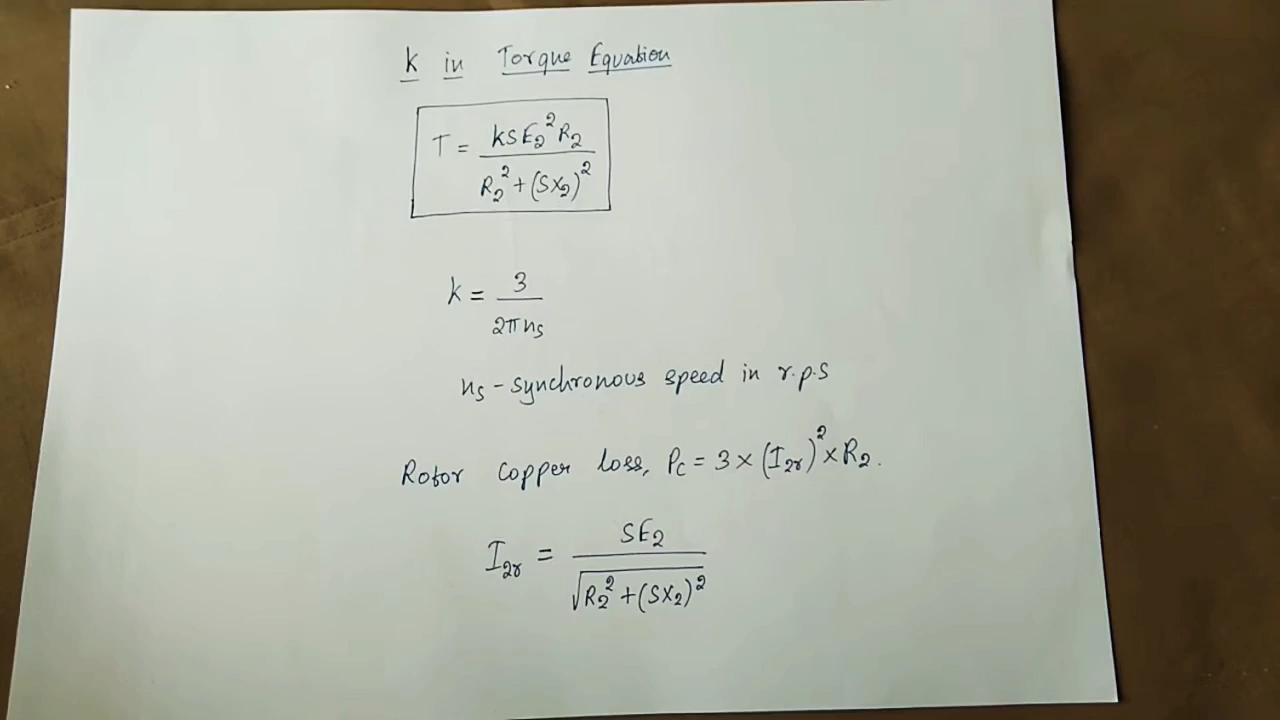 k in Torque Equation
T = kSE₂²R₂ / R₂² + (SX₂)²
k = 3 / 2πns
ns - synchronous speed in r.p.s
Rotor copper loss, Pc = 3 × (I₂r)² × R₂.
I₂r = SE₂ / √R₂² + (SX₂)²